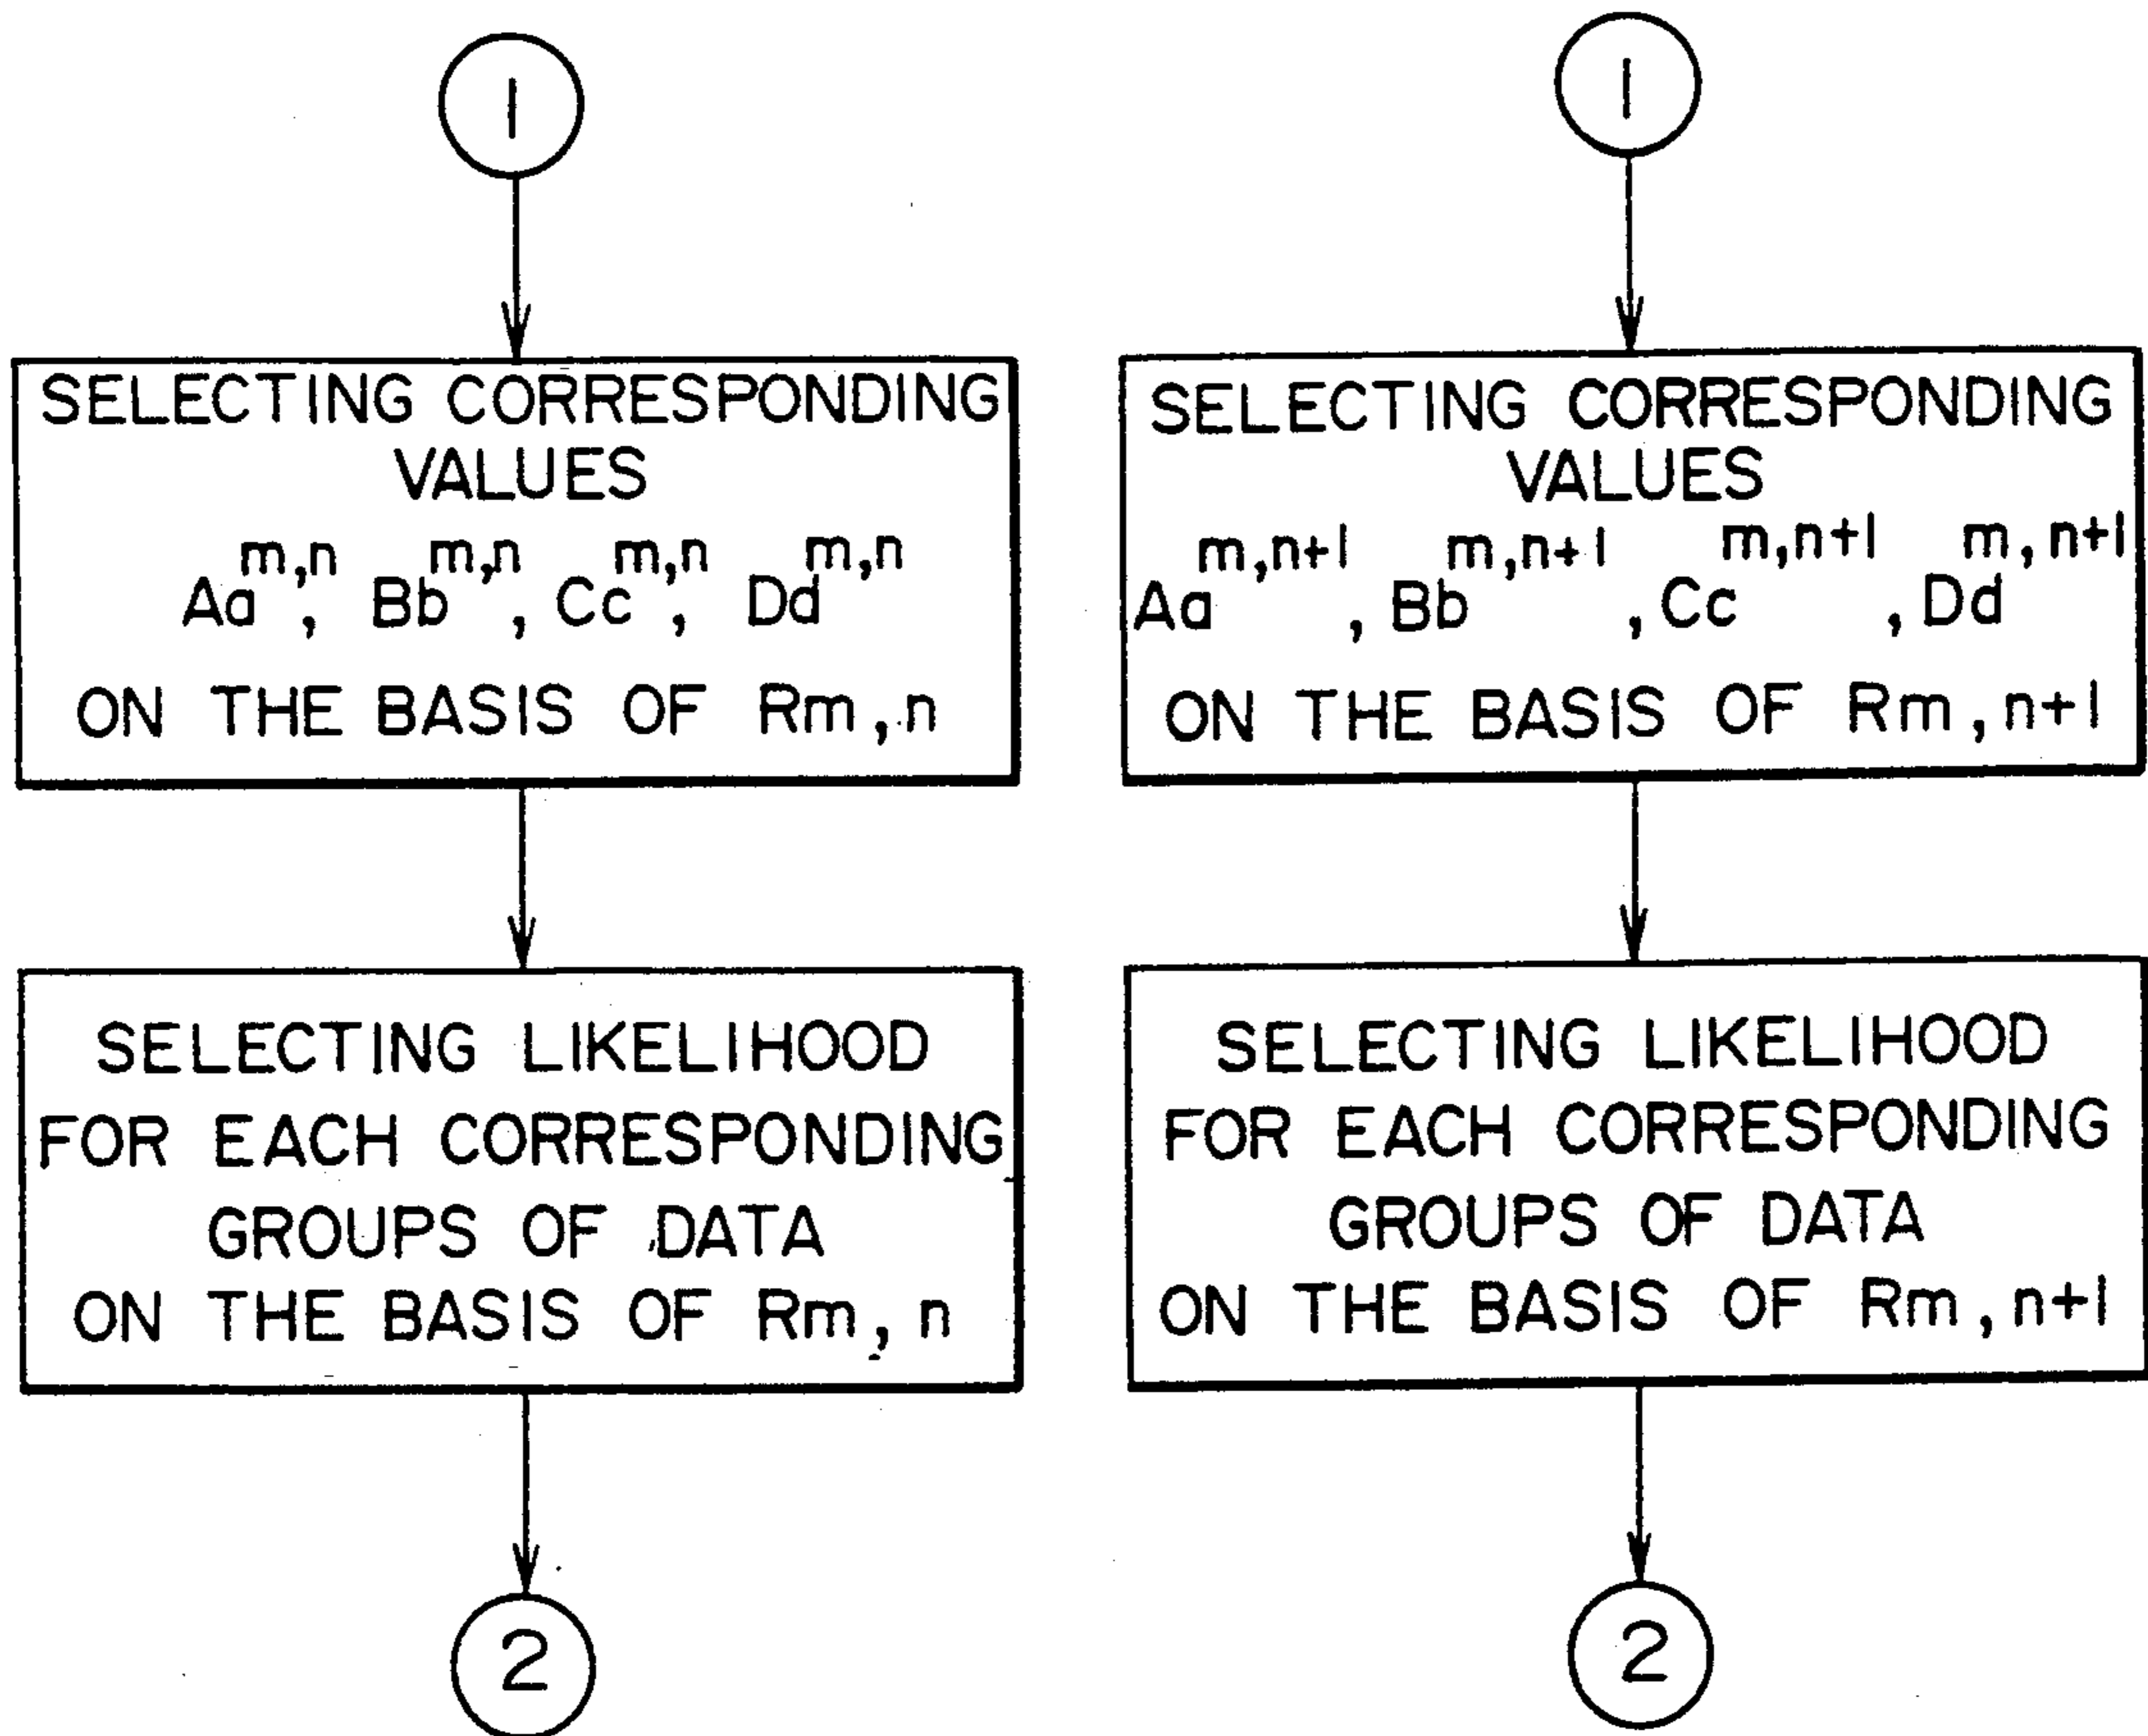 1
SELECTING CORRESPONDING
VALUES
Aa^m,n, Bb^m,n, Cc^m,n, Dd^m,n
ON THE BASIS OF Rm,n
SELECTING LIKELIHOOD
FOR EACH CORRESPONDING
GROUPS OF DATA
ON THE BASIS OF Rm, n
2
1
SELECTING CORRESPONDING
VALUES
Aa^m,n+1, Bb^m,n+1, Cc^m,n+1, Dd^m,n+1
ON THE BASIS OF Rm,n+1
SELECTING LIKELIHOOD
FOR EACH CORRESPONDING
GROUPS OF DATA
ON THE BASIS OF Rm,n+1
2